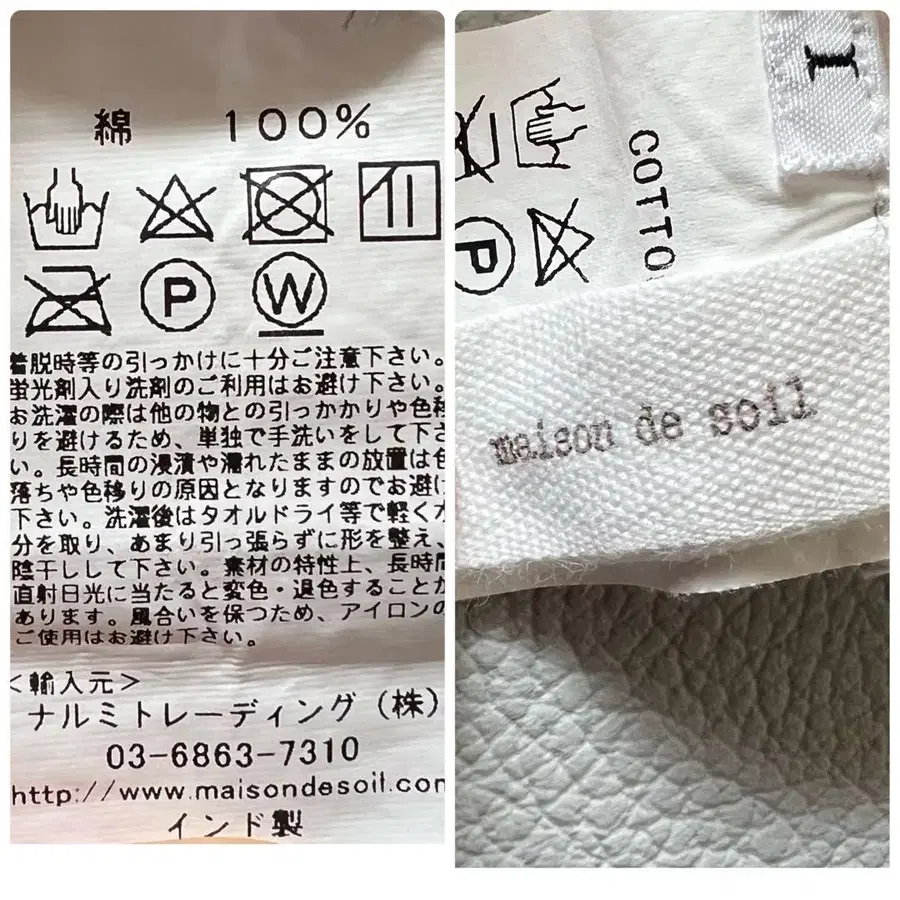 綿 100%
P W
着脱時等の引っかけに十分ご注意下さい。
蛍光剤入り洗剤のご利用はお避け下さい。
お洗濯の際は他の物との引っかかりや色移
りを避けるため、単独で手洗いをして下さ
い。長時間の浸漬や濡れたままの放置は色
落ちや色移りの原因となりますのでお避け
下さい。洗濯後はタオルドライ等で軽く水
分を取り、あまり引っ張らずに形を整え、
陰干しして下さい。素材の特性上、長時間
直射日光に当たると変色・退色することが
あります。風合いを保つため、アイロンの
ご使用はお避け下さい。
<輸入元>
ナルミトレーディング(株)
03-6863-7310
http://www.maisondesoil.com
インド製
I
COTTO
P
maison de soil